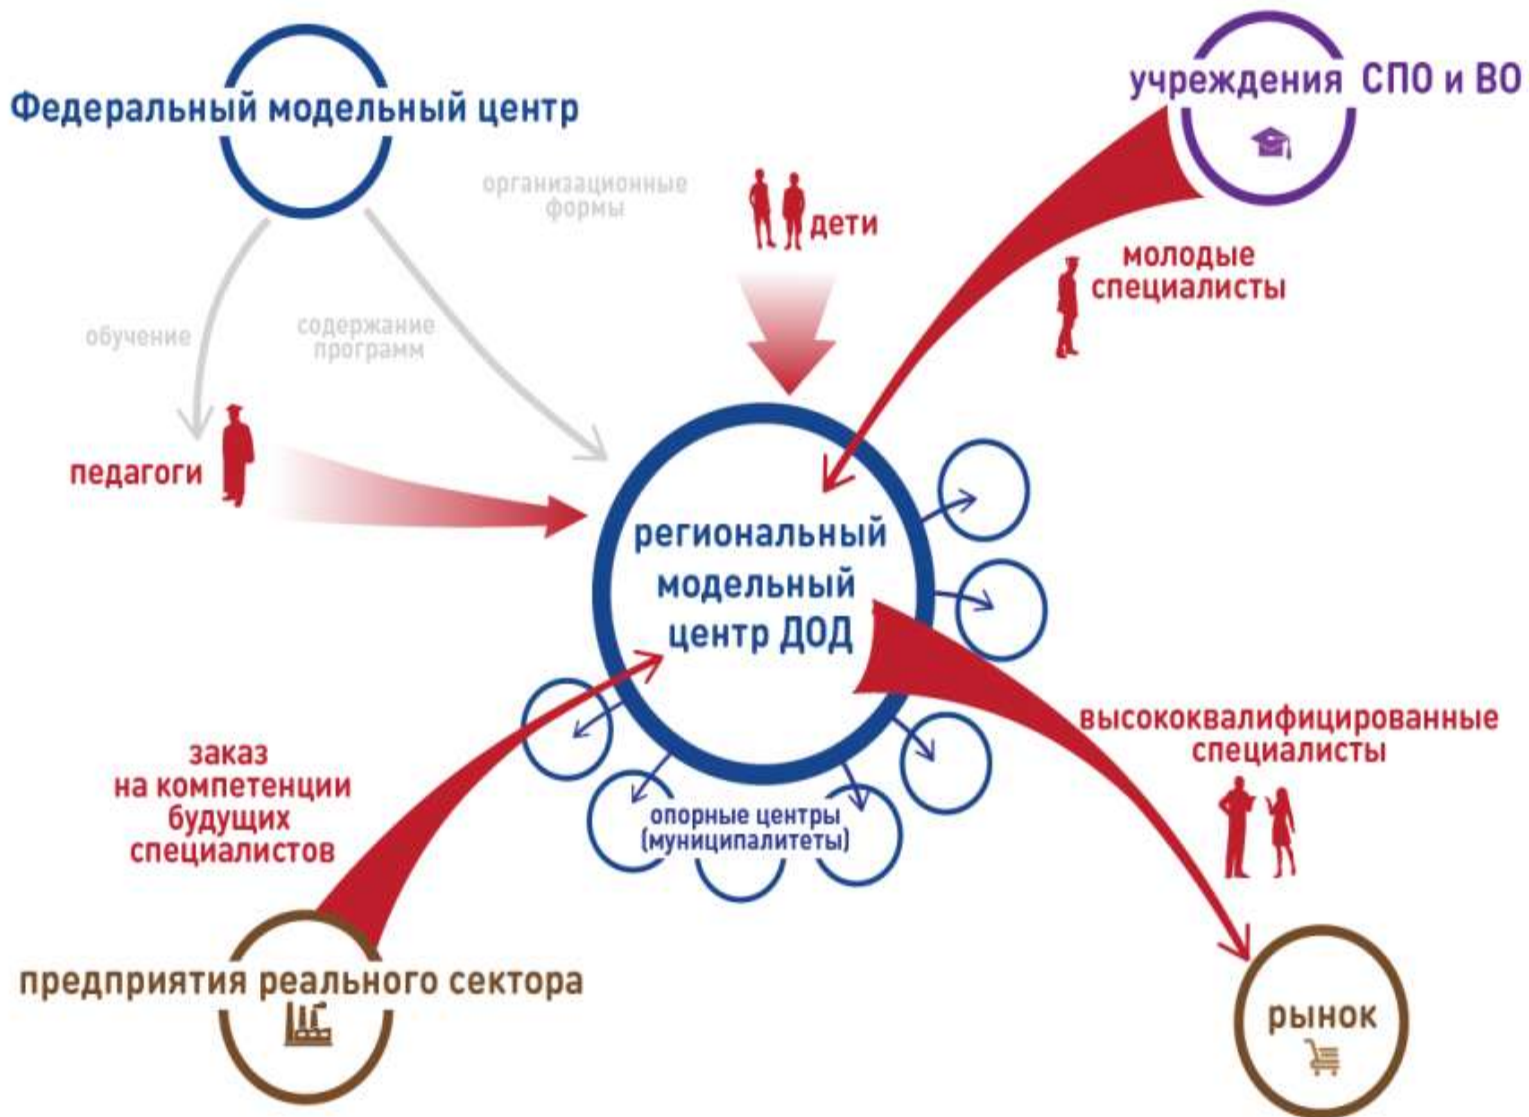 Федеральный модельный центр
учреждения СПО и ВО
организационные
формы
дети
молодые
специалисты
обучение
содержание
программ
педагоги
региональный
модельный
центр ДОД
заказ
на компетенции
будущих
специалистов
опорные центры
(муниципалитеты)
высококвалифицированные
специалисты
предприятия реального сектора
рынок